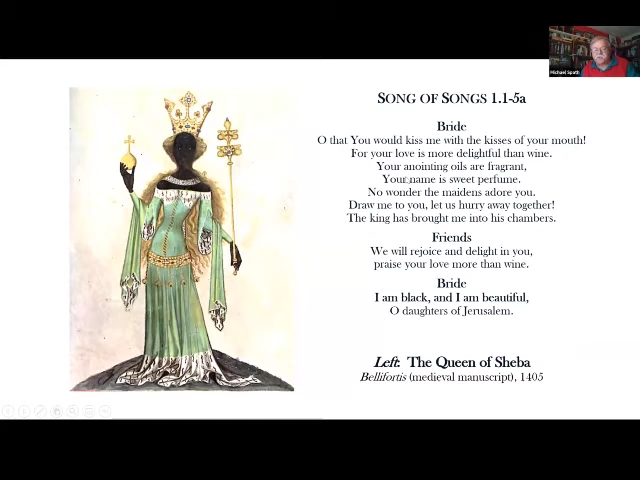 Michael Spath
SONG OF SONGS 1.1-5a
Bride
O that You would kiss me with the kisses of your mouth!
For your love is more delightful than wine.
Your anointing oils are fragrant,
Your name is sweet perfume.
No wonder the maidens adore you.
Draw me to you, let us hurry away together!
The king has brought me into his chambers.
Friends
We will rejoice and delight in you,
praise your love more than wine.
Bride
I am black, and I am beautiful,
O daughters of Jerusalem.
Left: The Queen of Sheba
Bellifortis (medieval manuscript), 1405